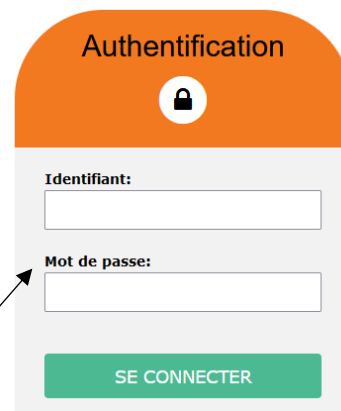 Authentification
Identifiant:
Mot de passe:
SE CONNECTER